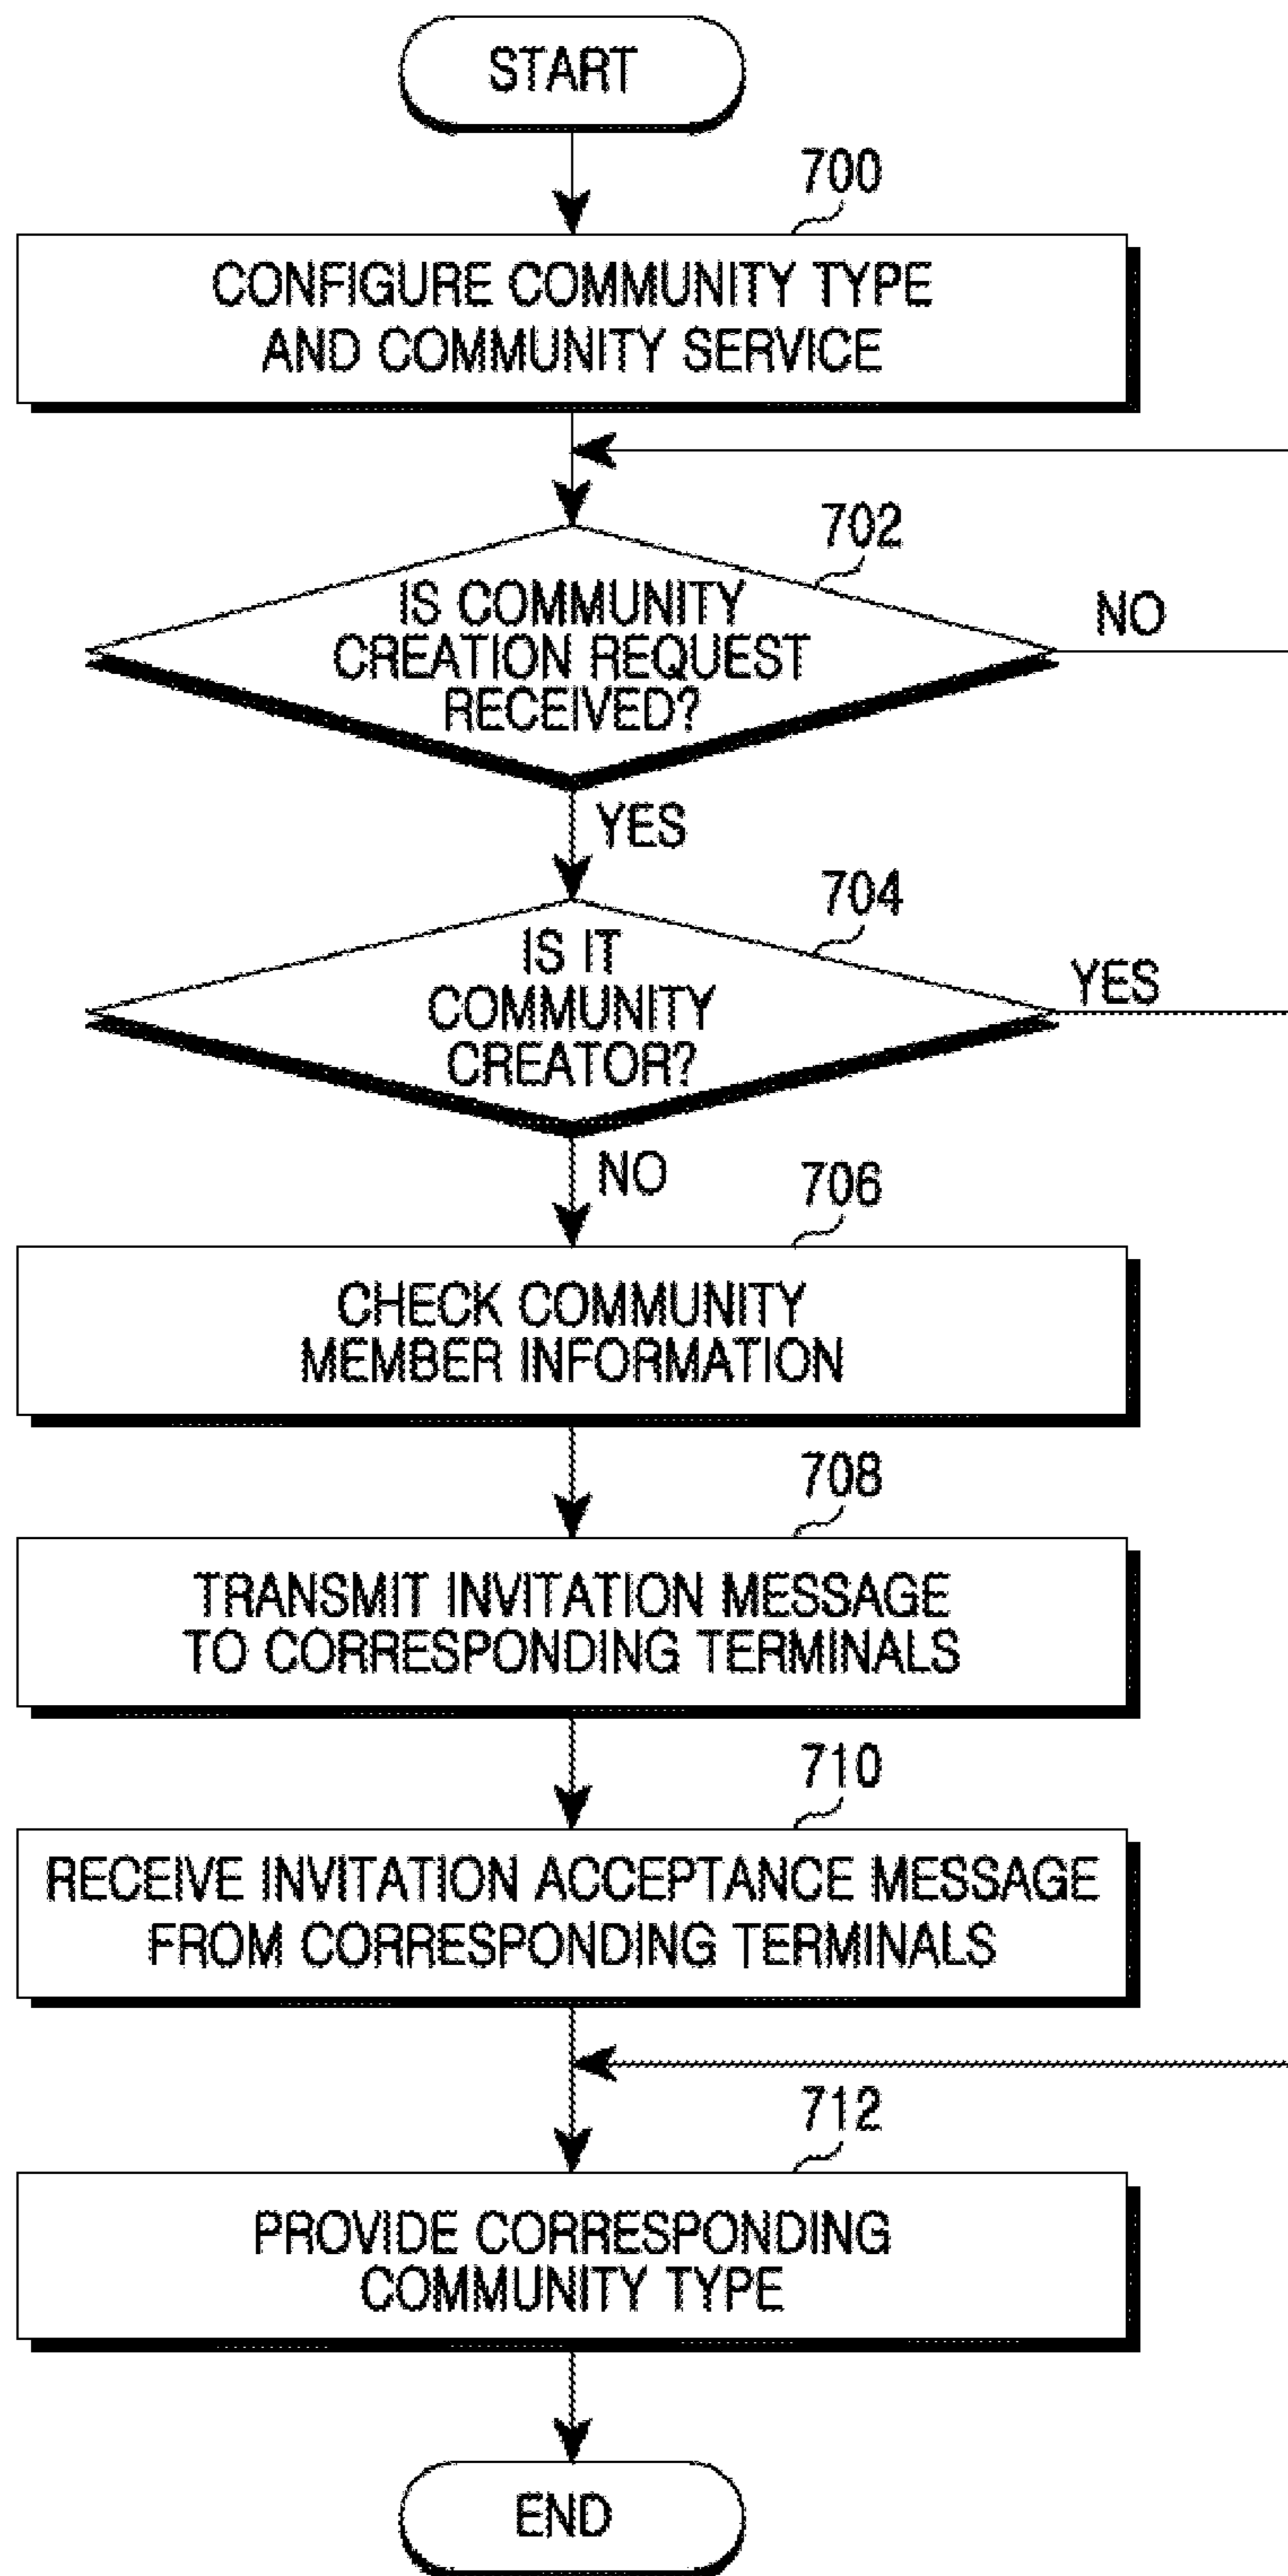 START
700
CONFIGURE COMMUNITY TYPE
AND COMMUNITY SERVICE
702
IS COMMUNITY
CREATION REQUEST
RECEIVED?
NO
YES
704
IS IT
COMMUNITY
CREATOR?
YES
NO
706
CHECK COMMUNITY
MEMBER INFORMATION
708
TRANSMIT INVITATION MESSAGE
TO CORRESPONDING TERMINALS
710
RECEIVE INVITATION ACCEPTANCE MESSAGE
FROM CORRESPONDING TERMINALS
712
PROVIDE CORRESPONDING
COMMUNITY TYPE
END